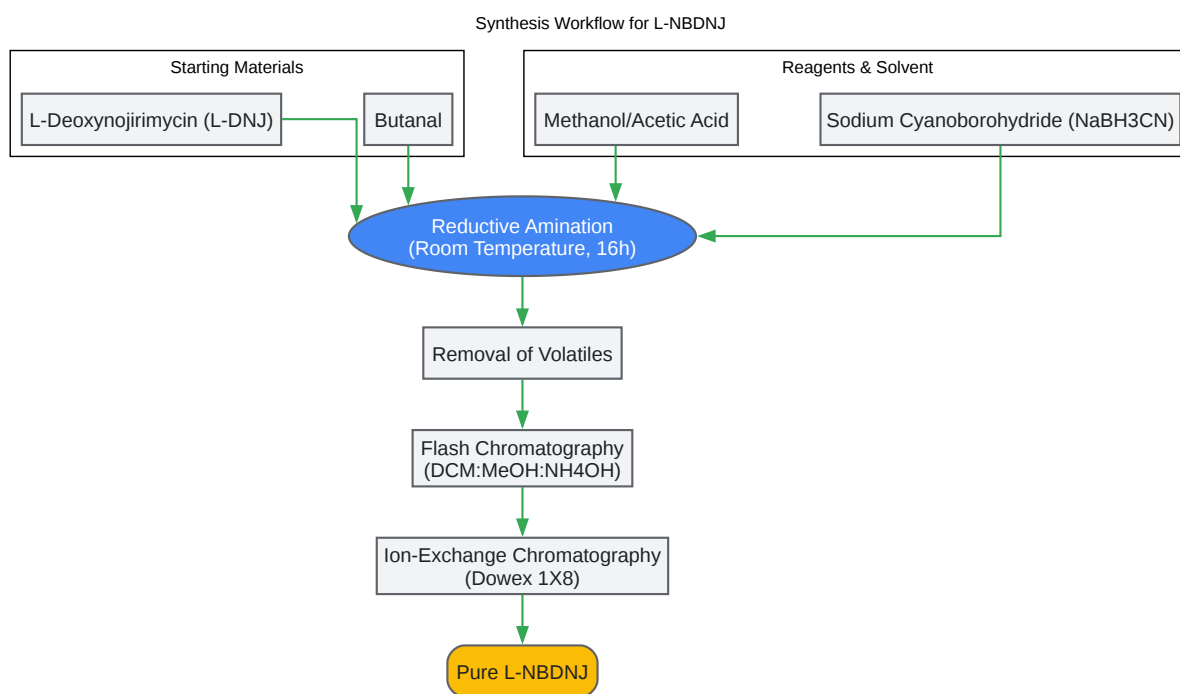 Synthesis Workflow for L-NBDNJ
Starting Materials
Reagents & Solvent
L-Deoxynojirimycin (L-DNJ)
Butanal
Methanol/Acetic Acid
Sodium Cyanoborohydride (NaBH3CN)
Reductive Amination
(Room Temperature, 16h)
Removal of Volatiles
Flash Chromatography
(DCM:MeOH:NH4OH)
Ion-Exchange Chromatography
(Dowex 1X8)
Pure L-NBDNJ